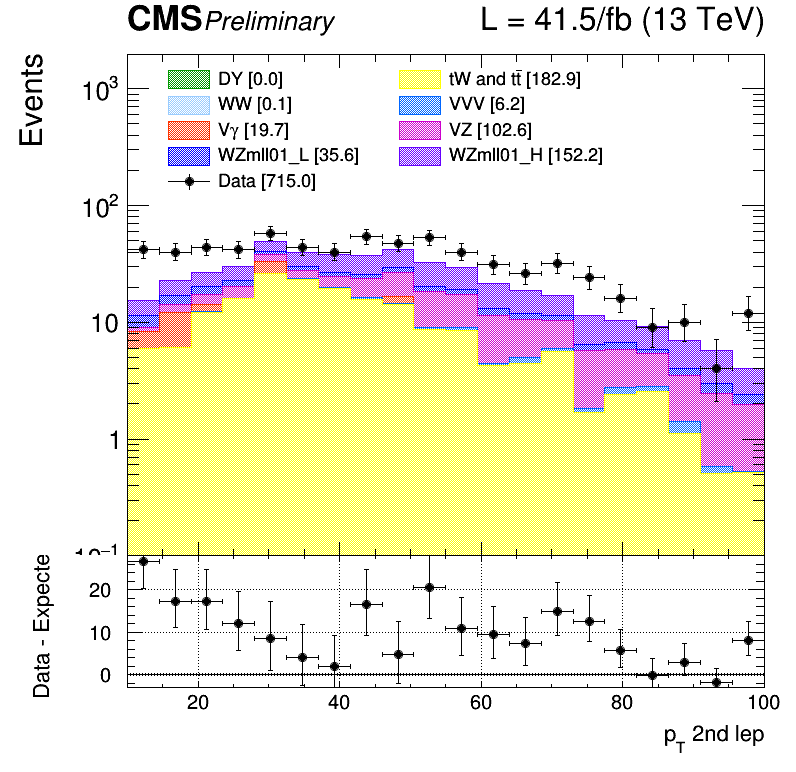 CMS Preliminary L = 41.5/fb (13 TeV)
Events
10³
10²
10
1
DY [0.0]
WW [0.1]
Vγ [19.7]
WZmll01_L [35.6]
Data [715.0]
tW and tt̄ [182.9]
VVV [6.2]
VZ [102.6]
WZmll01_H [152.2]
Data - Expecte
20
10
0
20 40 60 80 100
p_T 2nd lep